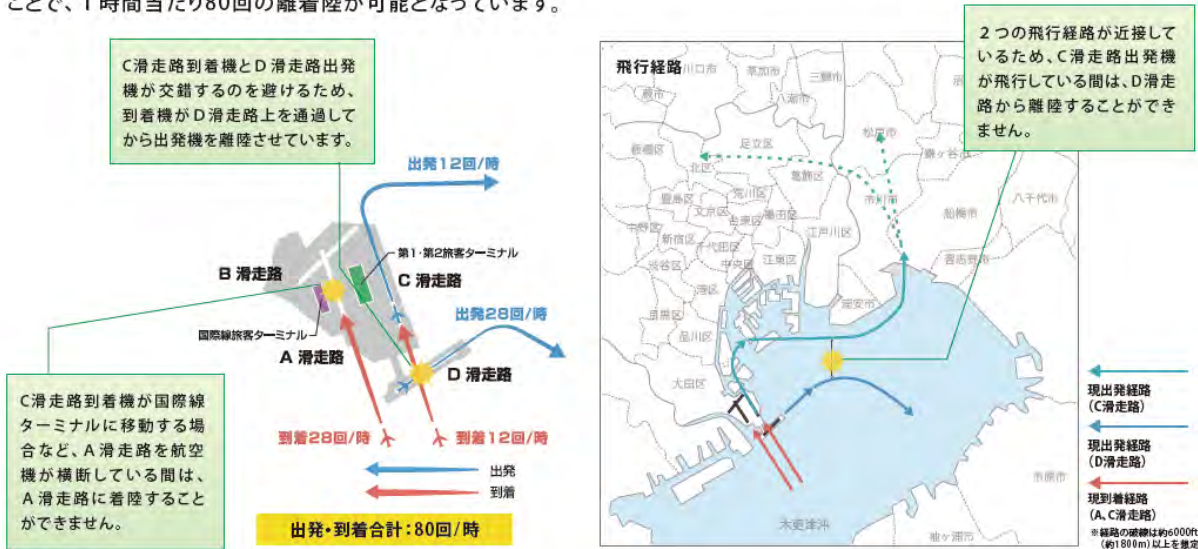 ことで、1時間当たり80回の離着陸が可能となっています。
C滑走路到着機とD滑走路出発
機が交錯するのを避けるため、
到着機がD滑走路上を通過して
から出発機を離陸させています。
出発12回/時
第1・第2旅客ターミナル
B 滑走路
C 滑走路
国際線旅客ターミナル
出発28回/時
A 滑走路
D 滑走路
C滑走路到着機が国際線
ターミナルに移動する場
合など、A滑走路を航空
機が横断している間は、
A滑走路に着陸すること
ができません。
到着28回/時
到着12回/時
出発
到着
出発・到着合計:80回/時
2つの飛行経路が近接して
いるため、C滑走路出発機
が飛行している間は、D滑走
路から離陸することができ
ません。
飛行経路
川口市
草加市
三郷市
蕨市
八潮市
松戸市
板橋区
足立区
鎌ヶ谷市
北区
葛飾区
豊島区
荒川区
市川市
八千代市
文京区
台東区
墨田区
船橋市
中野区
新宿区
千代田区
江戸川区
渋谷区
中央区
江東区
習志野市
港区
浦安市
目黒区
品川区
大田区
市原市
木更津沖
袖ヶ浦市
現出発経路
(C滑走路)
現出発経路
(D滑走路)
現到着経路
(A、C滑走路)
※経路の破線は約6000ft
(約1800m)以上を想定